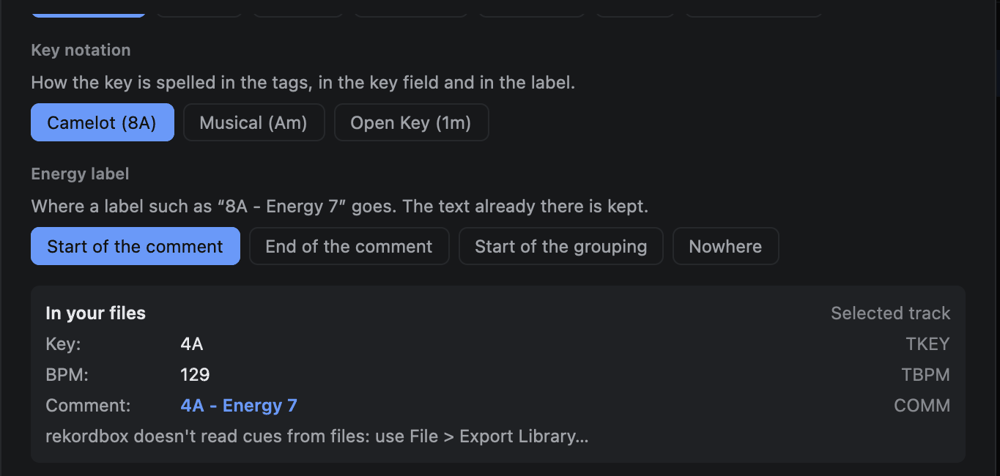 Key notation
How the key is spelled in the tags, in the key field and in the label.
Camelot (8A) Musical (Am) Open Key (1m)
Energy label
Where a label such as “8A - Energy 7” goes. The text already there is kept.
Start of the comment End of the comment Start of the grouping Nowhere
In your files Selected track
Key: 4A TKEY
BPM: 129 TBPM
Comment: 4A - Energy 7 COMM
rekordbox doesn't read cues from files: use File > Export Library...